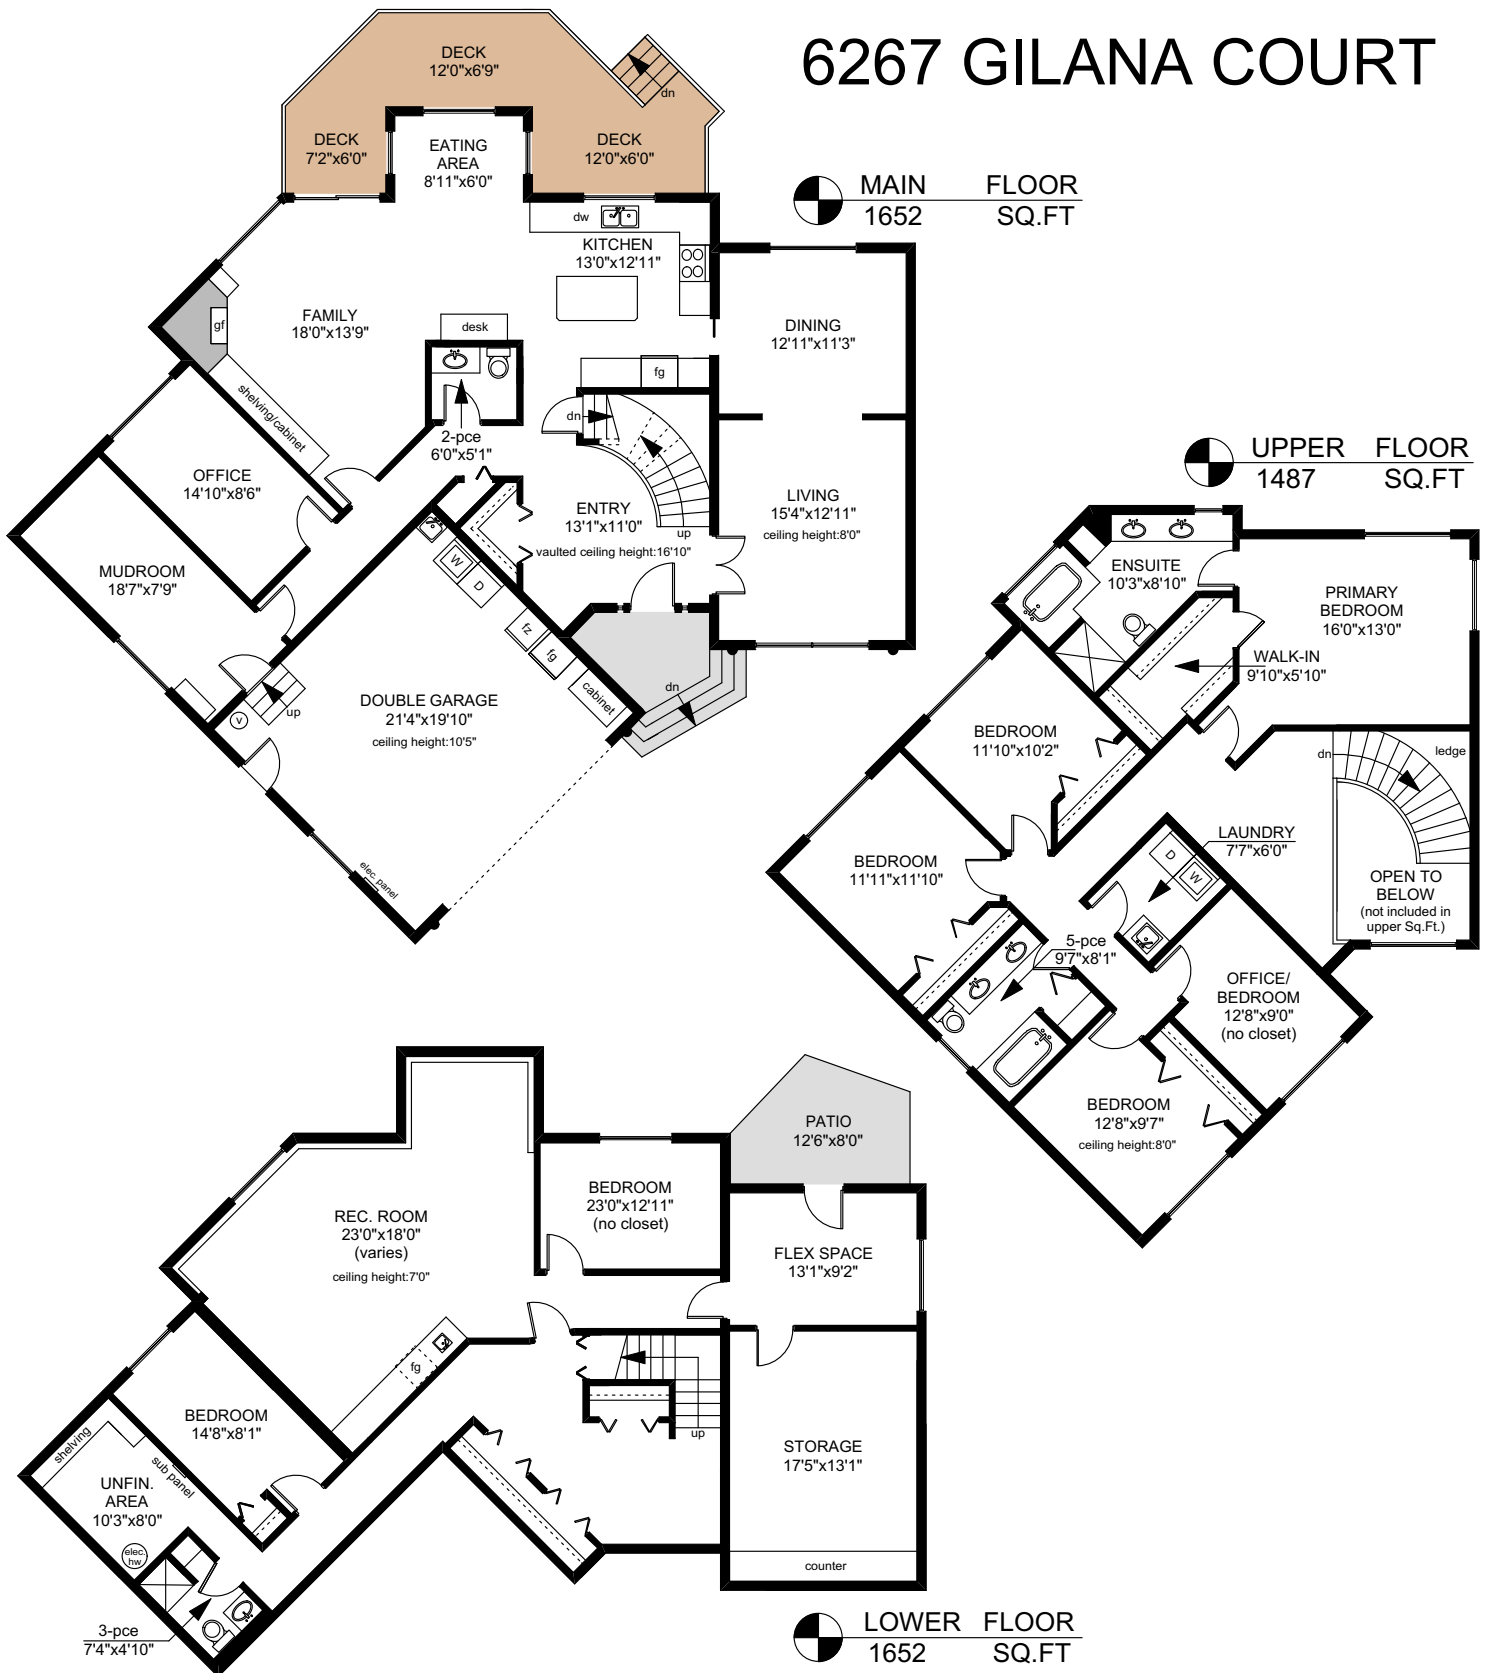 6267 GILANA COURT
DECK
12'0"x6'9"
dn
DECK
7'2"x6'0"
EATING
AREA
8'11"x6'0"
DECK
12'0"x6'0"
MAIN FLOOR
1652 SQ.FT
dw
KITCHEN
13'0"x12'11"
FAMILY
18'0"x13'9"
gf
desk
DINING
12'11"x11'3"
fg
shelving/cabinet
dn
2-pce
6'0"x5'1"
OFFICE
14'10"x8'6"
ENTRY
13'1"x11'0"
up
vaulted ceiling height:16'10"
LIVING
15'4"x12'11"
ceiling height:8'0"
W
D
MUDROOM
18'7"x7'9"
fz
fg
cabinet
dn
up
v
DOUBLE GARAGE
21'4"x19'10"
ceiling height:10'5"
elec. panel
UPPER FLOOR
1487 SQ.FT
ENSUITE
10'3"x8'10"
PRIMARY
BEDROOM
16'0"x13'0"
WALK-IN
9'10"x5'10"
BEDROOM
11'10"x10'2"
dn
ledge
LAUNDRY
7'7"x6'0"
D
W
BEDROOM
11'11"x11'10"
OPEN TO
BELOW
(not included in
upper Sq.Ft.)
5-pce
9'7"x8'1"
OFFICE/
BEDROOM
12'8"x9'0"
(no closet)
BEDROOM
12'8"x9'7"
ceiling height:8'0"
PATIO
12'6"x8'0"
BEDROOM
23'0"x12'11"
(no closet)
REC. ROOM
23'0"x18'0"
(varies)
ceiling height:7'0"
FLEX SPACE
13'1"x9'2"
fg
BEDROOM
14'8"x8'1"
up
shelving
sub panel
STORAGE
17'5"x13'1"
UNFIN.
AREA
10'3"x8'0"
elec.
hw
counter
3-pce
7'4"x4'10"
LOWER FLOOR
1652 SQ.FT